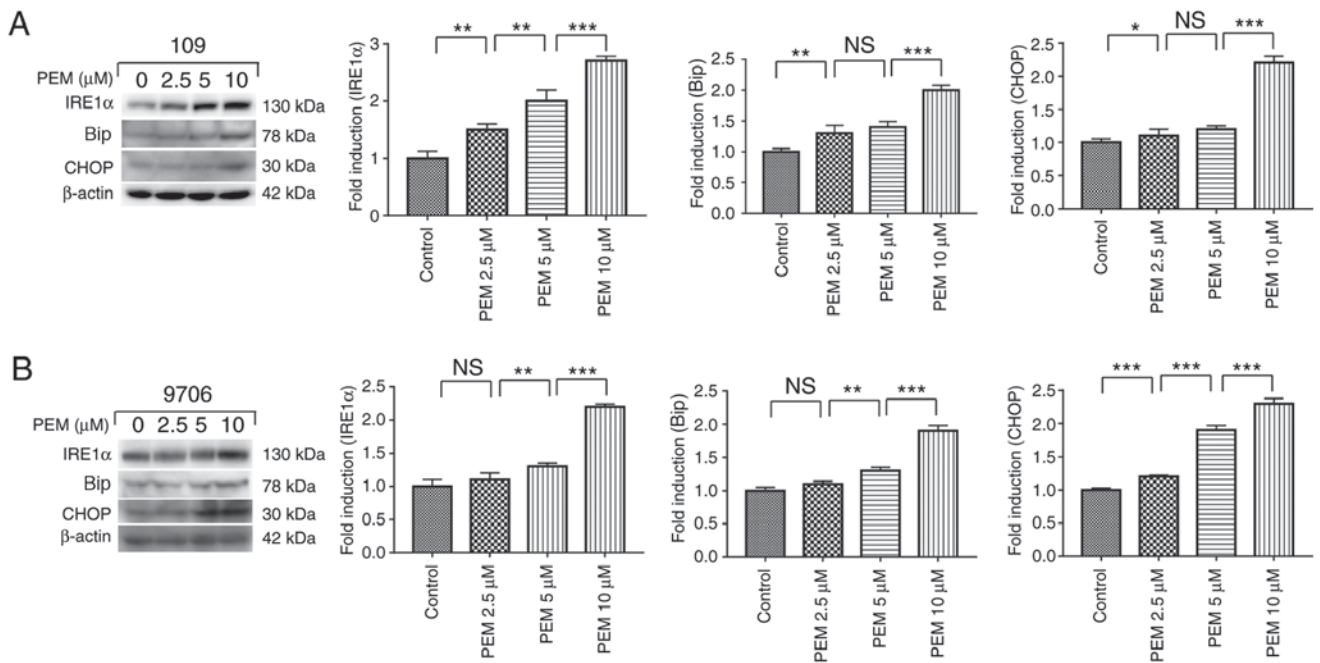 A
109
PEM (μM) 0 2.5 5 10
IRE1α 130 kDa
Bip 78 kDa
CHOP 30 kDa
β-actin 42 kDa
Fold induction (IRE1α)
3
2
1
0
** ** ***
Control
PEM 2.5 μM
PEM 5 μM
PEM 10 μM
Fold induction (Bip)
2.5
2.0
1.5
1.0
0.5
0.0
** NS ***
Control
PEM 2.5 μM
PEM 5 μM
PEM 10 μM
Fold induction (CHOP)
2.5
2.0
1.5
1.0
0.5
0.0
* NS ***
Control
PEM 2.5 μM
PEM 5 μM
PEM 10 μM
B
9706
PEM (μM) 0 2.5 5 10
IRE1α 130 kDa
Bip 78 kDa
CHOP 30 kDa
β-actin 42 kDa
Fold induction (IRE1α)
2.5
2.0
1.5
1.0
0.5
0.0
NS ** ***
Control
PEM 2.5 μM
PEM 5 μM
PEM 10 μM
Fold induction (Bip)
2.5
2.0
1.5
1.0
0.5
0.0
NS ** ***
Control
PEM 2.5 μM
PEM 5 μM
PEM 10 μM
Fold induction (CHOP)
2.5
2.0
1.5
1.0
0.5
0.0
*** *** ***
Control
PEM 2.5 μM
PEM 5 μM
PEM 10 μM